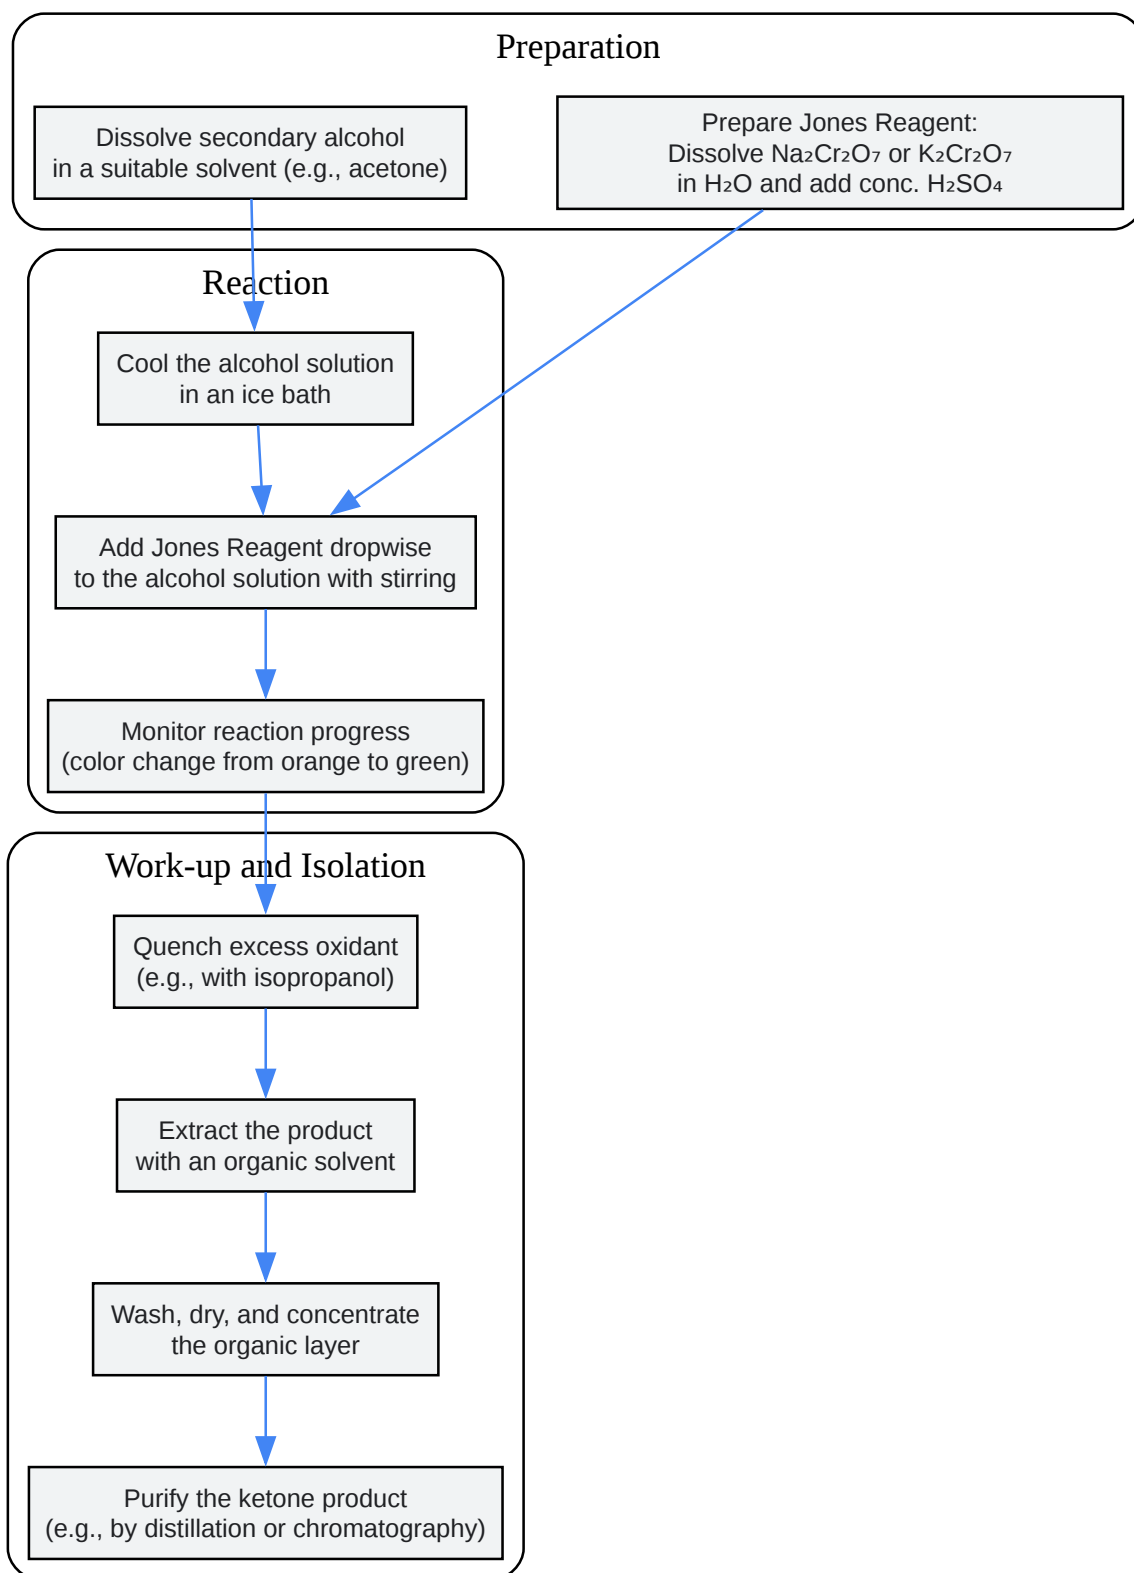 Preparation
Dissolve secondary alcohol
in a suitable solvent (e.g., acetone)
Prepare Jones Reagent:
Dissolve Na₂Cr₂O₇ or K₂Cr₂O₇
in H₂O and add conc. H₂SO₄
Reaction
Cool the alcohol solution
in an ice bath
Add Jones Reagent dropwise
to the alcohol solution with stirring
Monitor reaction progress
(color change from orange to green)
Work-up and Isolation
Quench excess oxidant
(e.g., with isopropanol)
Extract the product
with an organic solvent
Wash, dry, and concentrate
the organic layer
Purify the ketone product
(e.g., by distillation or chromatography)